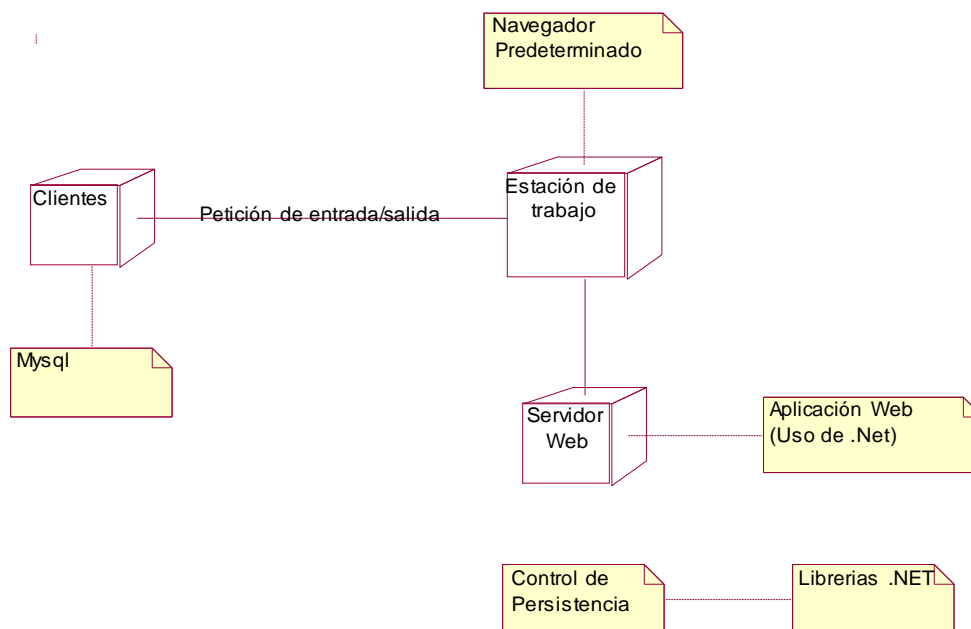 Navegador
Predeterminado
Clientes
Petición de entrada/salida
Estación de
trabajo
Mysql
Servidor
Web
Aplicación Web
(Uso de .Net)
Control de
Persistencia
Librerias .NET